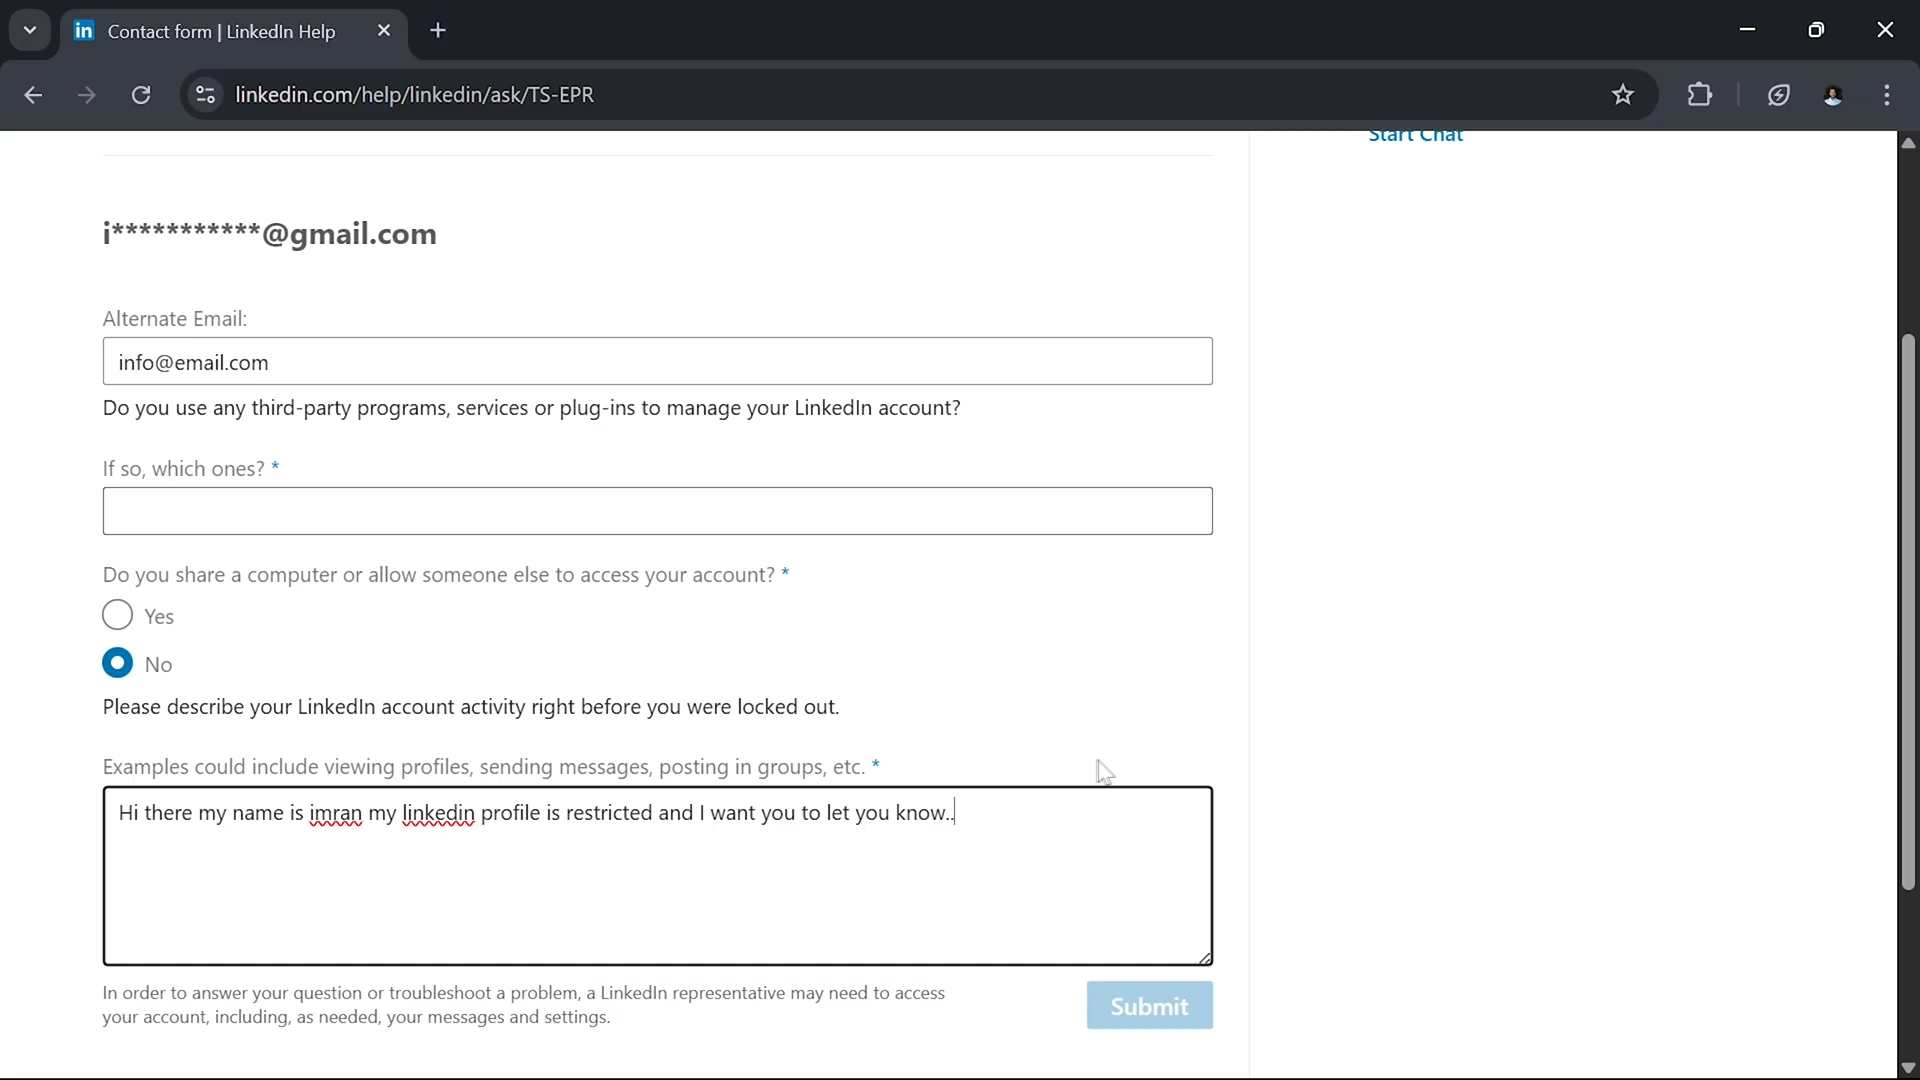 Contact form | LinkedIn Help
linkedin.com/help/linkedin/ask/TS-EPR
Start Chat
i***********@gmail.com
Alternate Email:
info@email.com
Do you use any third-party programs, services or plug-ins to manage your LinkedIn account?
If so, which ones? *
Do you share a computer or allow someone else to access your account? *
Yes
No
Please describe your LinkedIn account activity right before you were locked out.
Examples could include viewing profiles, sending messages, posting in groups, etc. *
Hi there my name is imran my linkedin profile is restricted and I want you to let you know..
In order to answer your question or troubleshoot a problem, a LinkedIn representative may need to access
your account, including, as needed, your messages and settings.
Submit